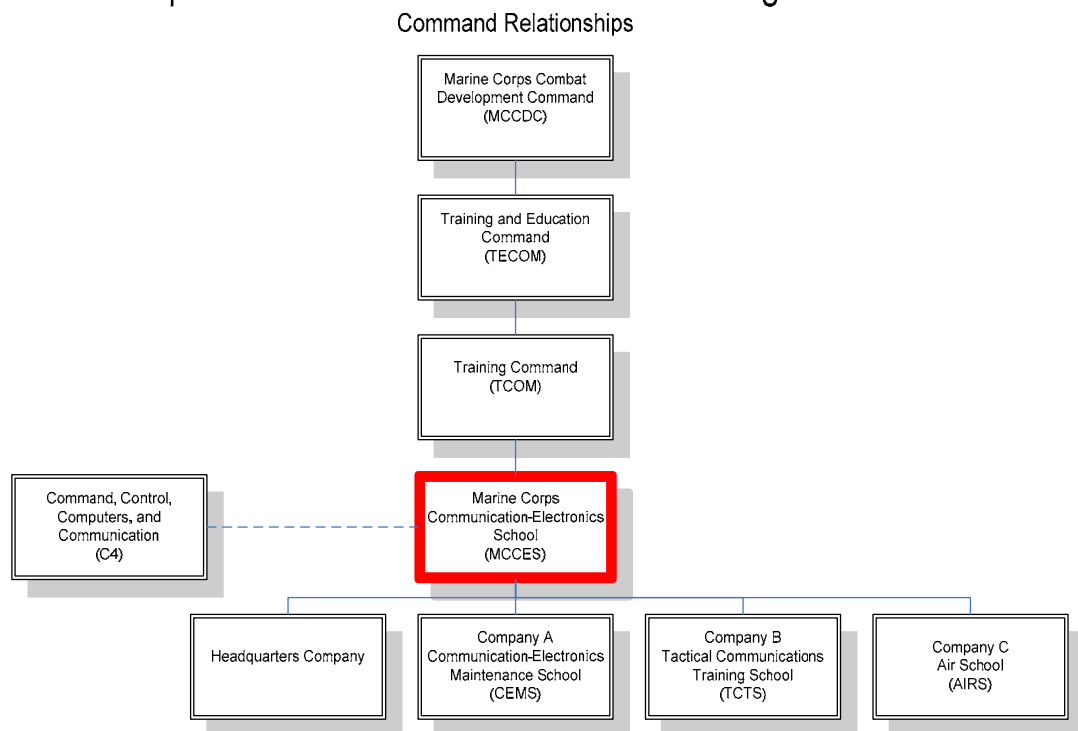 Command Relationships
Marine Corps Combat
Development Command
(MCCDC)
Training and Education
Command
(TECOM)
Training Command
(TCOM)
Command, Control,
Computers, and
Communication
(C4)
Marine Corps
Communication-Electronics
School
(MCCES)
Headquarters Company
Company A
Communication-Electronics
Maintenance School
(CEMS)
Company B
Tactical Communications
Training School
(TCTS)
Company C
Air School
(AIRS)